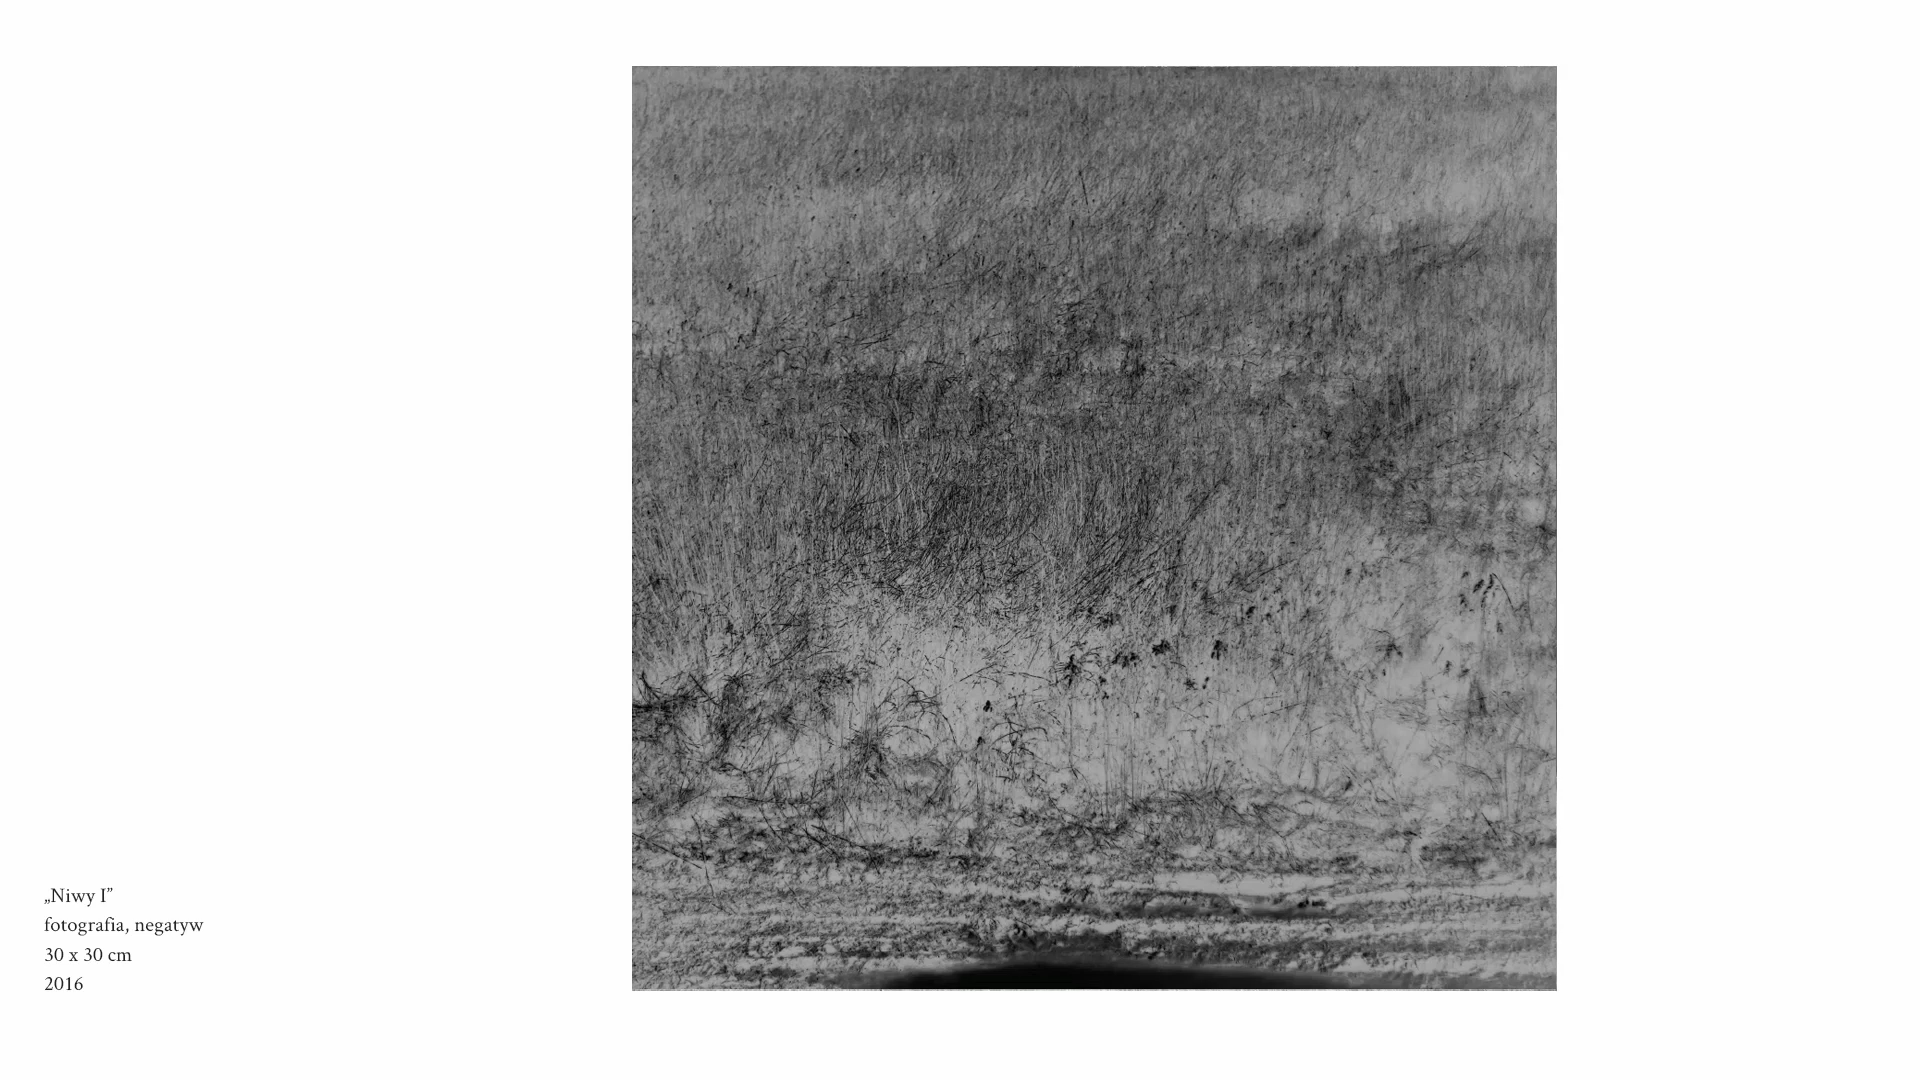 „Niwy I”
fotografia, negatyw
30 x 30 cm
2016